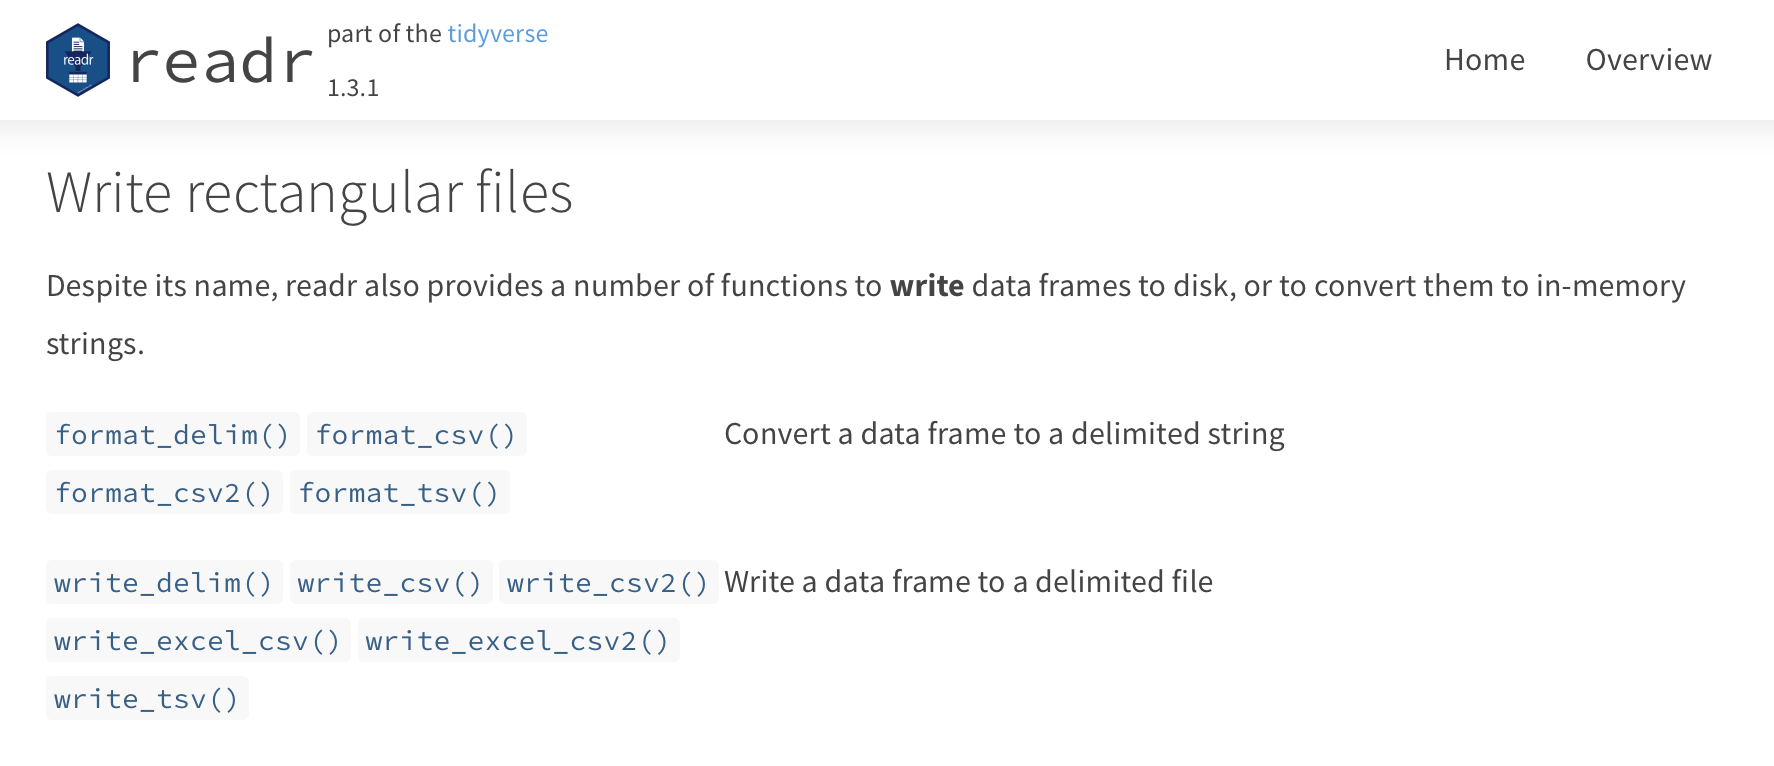 readr
readr
part of the tidyverse
1.3.1
Home
Overview
Write rectangular files
Despite its name, readr also provides a number of functions to write data frames to disk, or to convert them to in-memory
strings.
format_delim() format_csv() Convert a data frame to a delimited string
format_csv2() format_tsv()
write_delim() write_csv() write_csv2() Write a data frame to a delimited file
write_excel_csv() write_excel_csv2()
write_tsv()